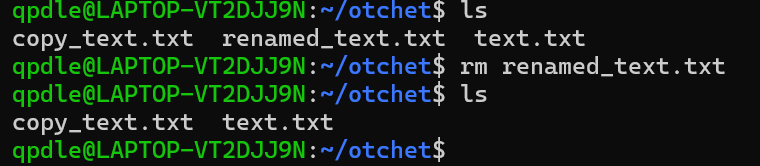 qpdle@LAPTOP-VT2DJJ9N:~/otchet$ ls
copy_text.txt  renamed_text.txt  text.txt
qpdle@LAPTOP-VT2DJJ9N:~/otchet$ rm renamed_text.txt
qpdle@LAPTOP-VT2DJJ9N:~/otchet$ ls
copy_text.txt  text.txt
qpdle@LAPTOP-VT2DJJ9N:~/otchet$